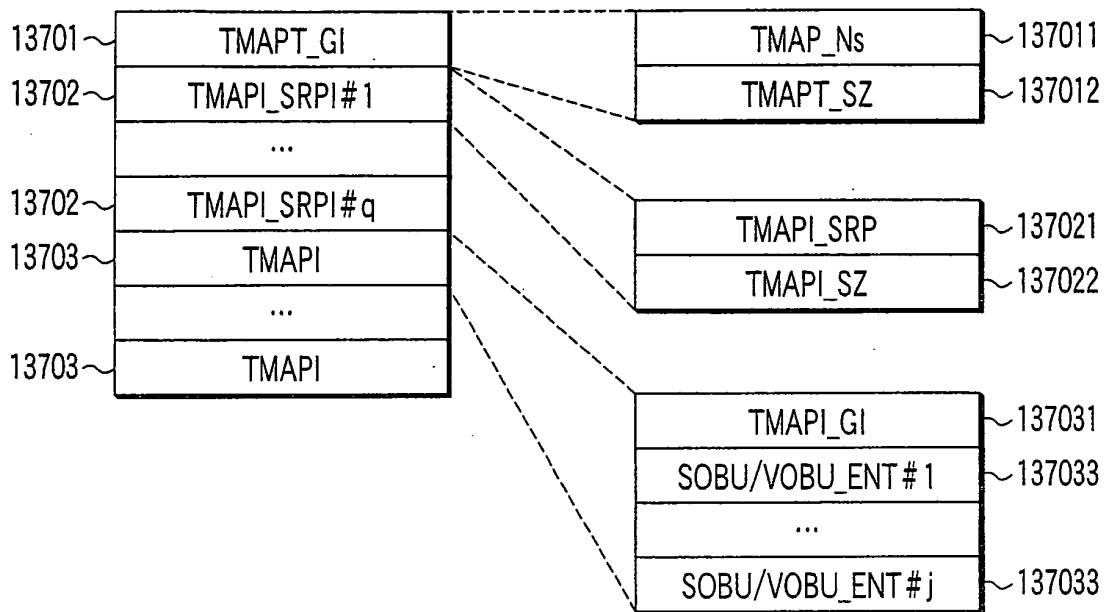 13701 TMAPT_GI
13702 TMAPI_SRPI#1
...
13702 TMAPI_SRPI#q
13703 TMAPI
...
13703 TMAPI
TMAP_Ns 137011
TMAPT_SZ 137012
TMAPI_SRP 137021
TMAPI_SZ 137022
TMAPI_GI 137031
SOBU/VOBU_ENT#1 137033
...
SOBU/VOBU_ENT#j 137033